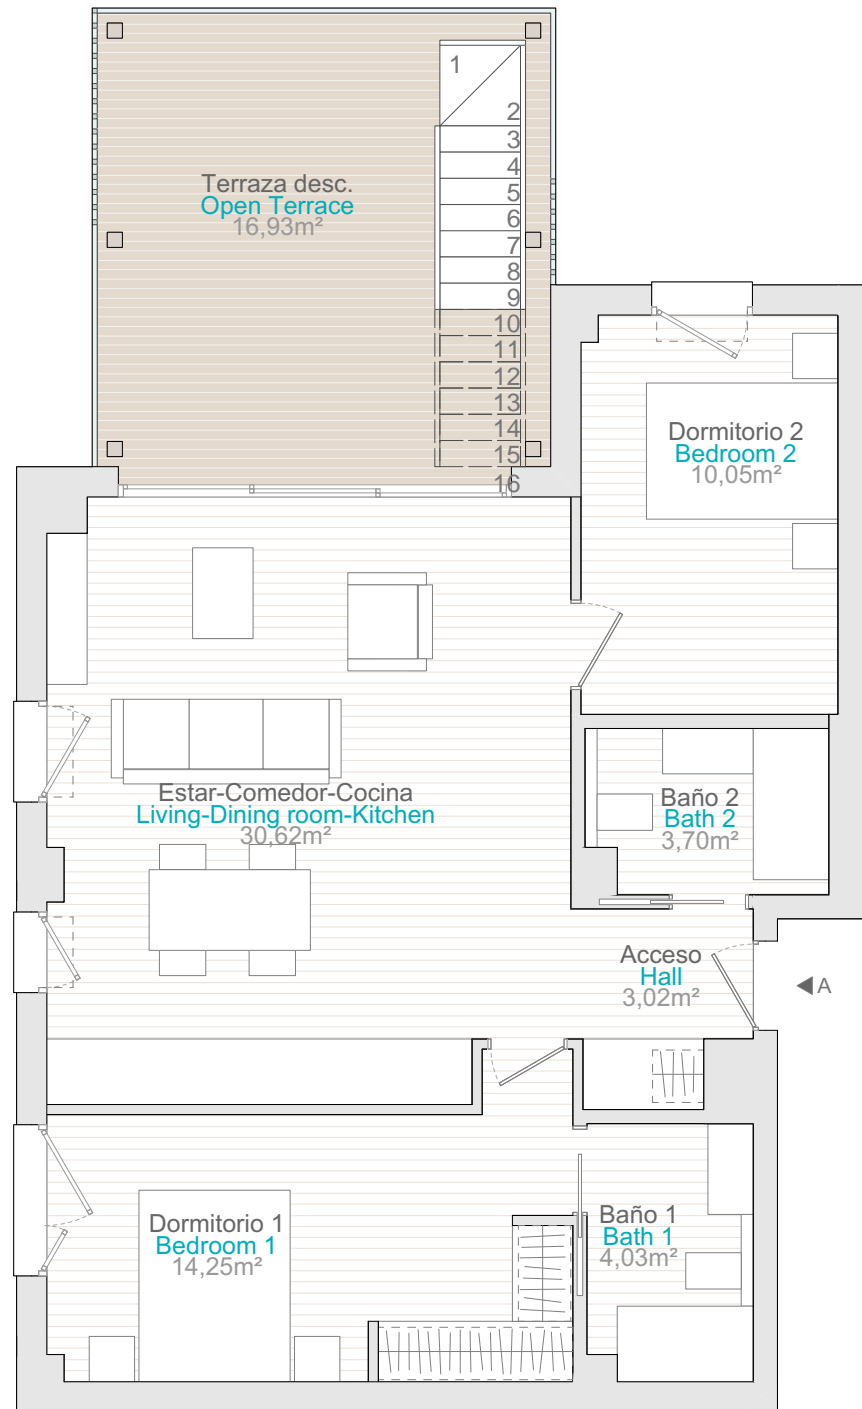 1
2
3
4
5
6
7
8
9
10
11
12
13
14
15
16
Terraza desc.
Open Terrace
16,93m²
Dormitorio 2
Bedroom 2
10,05m²
Estar-Comedor-Cocina
Living-Dining room-Kitchen
30,62m²
Baño 2
Bath 2
3,70m²
Acceso
Hall
3,02m²
A
Dormitorio 1
Bedroom 1
14,25m²
Baño 1
Bath 1
4,03m²